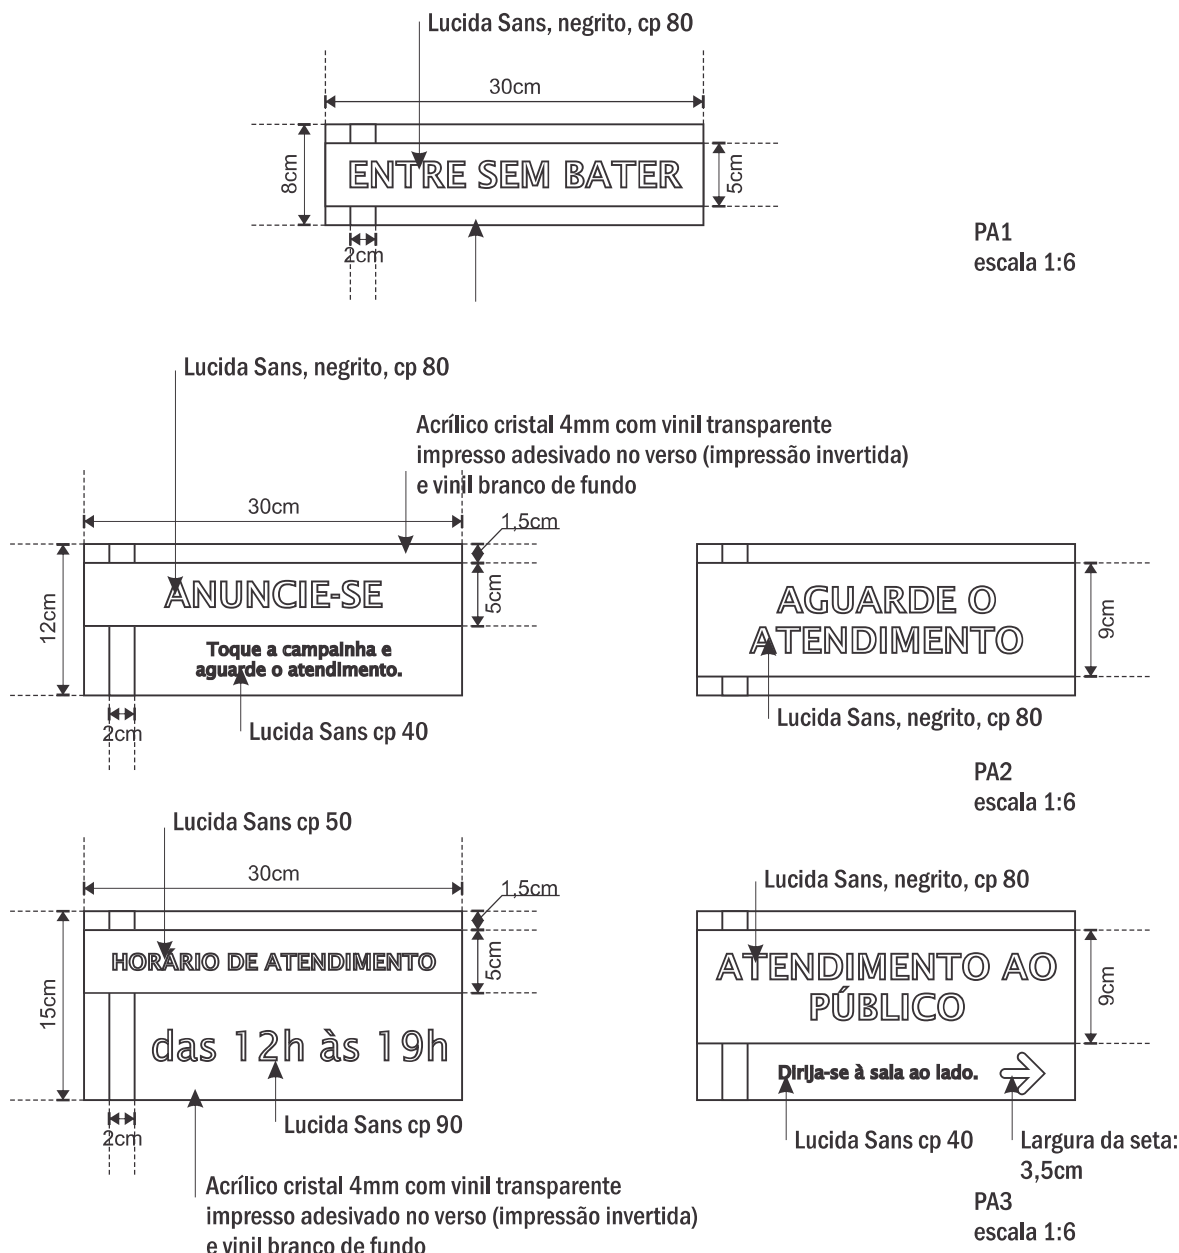 Lucida Sans, negrito, cp 80
30cm
8cm
ENTRE SEM BATER
5cm
2cm
PA1
escala 1:6
Lucida Sans, negrito, cp 80
Acrílico cristal 4mm com vinil transparente
impresso adesivado no verso (impressão invertida)
e vinil branco de fundo
30cm
1,5cm
12cm
ANUNCIE-SE
5cm
Toque a campainha e
aguarde o atendimento.
2cm
Lucida Sans cp 40
AGUARDE O
ATENDIMENTO
9cm
Lucida Sans, negrito, cp 80
PA2
escala 1:6
Lucida Sans cp 50
30cm
1,5cm
15cm
HORÁRIO DE ATENDIMENTO
5cm
das 12h às 19h
2cm
Lucida Sans cp 90
Acrílico cristal 4mm com vinil transparente
impresso adesivado no verso (impressão invertida)
e vinil branco de fundo
Lucida Sans, negrito, cp 80
ATENDIMENTO AO
PÚBLICO
9cm
Dirija-se à sala ao lado.
Lucida Sans cp 40
Largura da seta:
3,5cm
PA3
escala 1:6